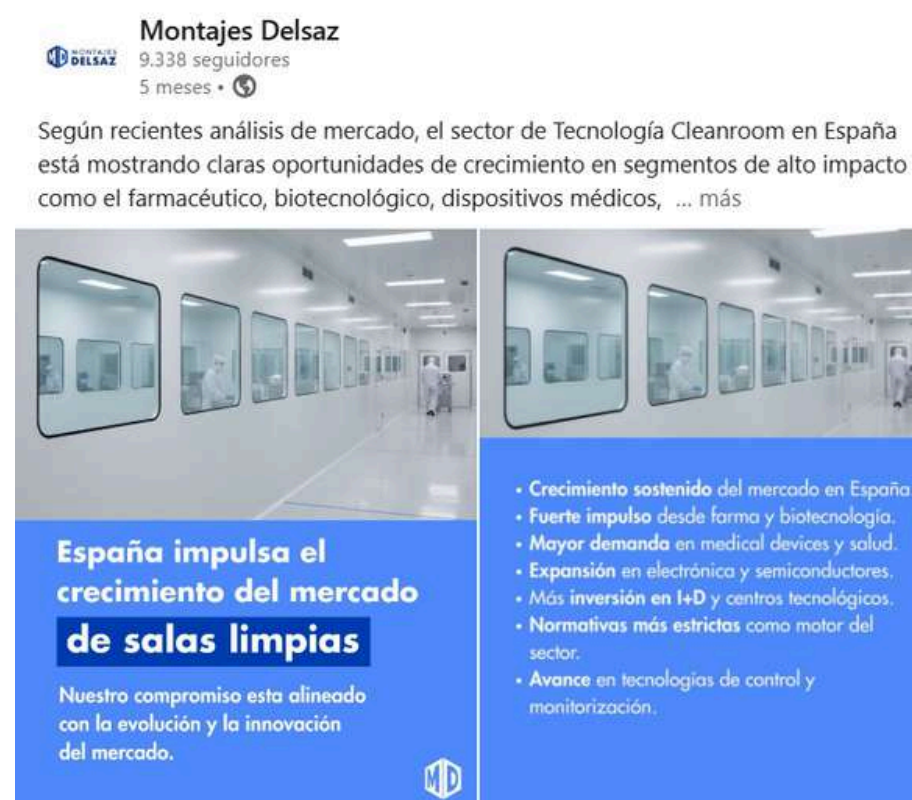 MONTAJES
DELSAZ
Montajes Delsaz
9.338 seguidores
5 meses •
Según recientes análisis de mercado, el sector de Tecnología Cleanroom en España
está mostrando claras oportunidades de crecimiento en segmentos de alto impacto
como el farmacéutico, biotecnológico, dispositivos médicos, ... más
España impulsa el
crecimiento del mercado
de salas limpias
Nuestro compromiso esta alineado
con la evolución y la innovación
del mercado.
MD
• Crecimiento sostenido del mercado en España
• Fuerte impulso desde farma y biotecnología.
• Mayor demanda en medical devices y salud.
• Expansión en electrónica y semiconductores.
• Más inversión en I+D y centros tecnológicos.
• Normativas más estrictas como motor del
sector.
• Avance en tecnologías de control y
monitorización.